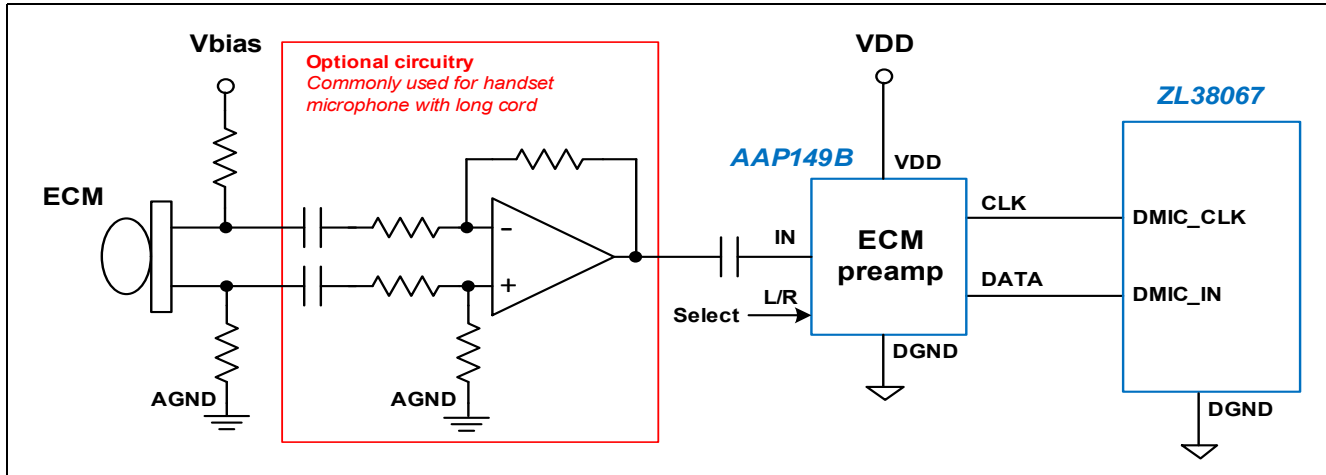 Vbias
Optional circuitry
Commonly used for handset
microphone with long cord
VDD
ZL38067
AAP149B
VDD
ECM
CLK
DMIC_CLK
-
IN
ECM
preamp
+
DATA
DMIC_IN
L/R
Select
DGND
AGND
AGND
DGND